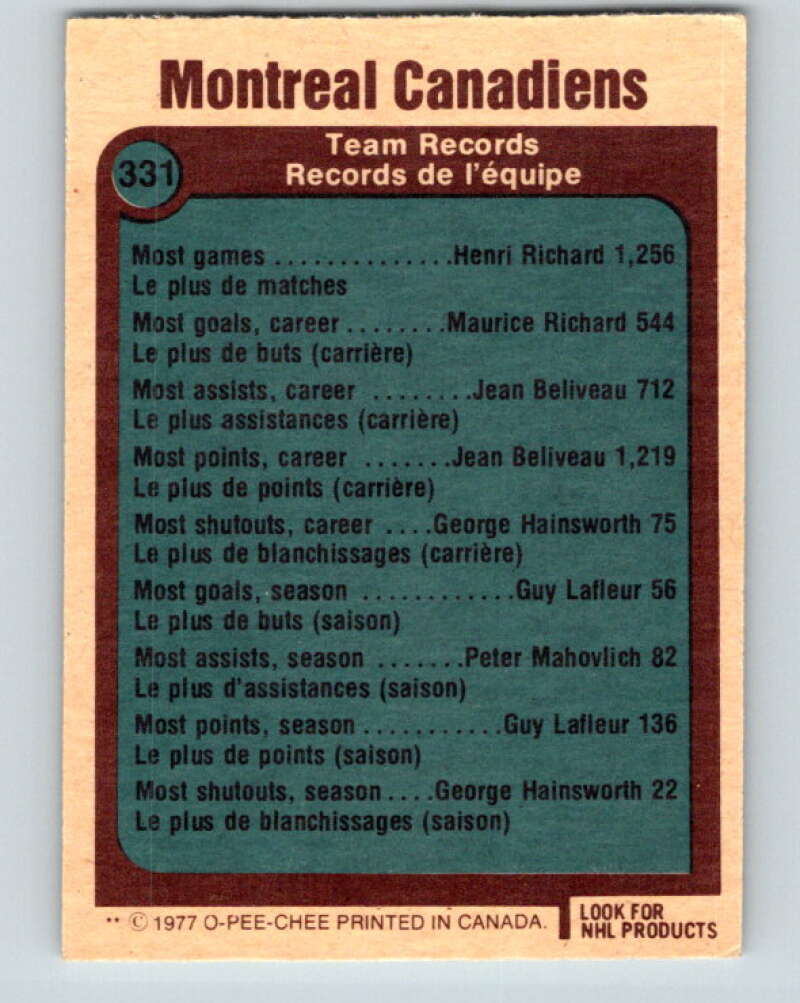 Montreal Canadiens
331
Team Records
Records de l'équipe
Most games ..............Henri Richard 1,256
Le plus de matches
Most goals, career ........Maurice Richard 544
Le plus de buts (carrière)
Most assists, career ........Jean Beliveau 712
Le plus assistances (carrière)
Most points, career .......Jean Beliveau 1,219
Le plus de points (carrière)
Most shutouts, career ....George Hainsworth 75
Le plus de blanchissages (carrière)
Most goals, season ............Guy Lafleur 56
Le plus de buts (saison)
Most assists, season .......Peter Mahovlich 82
Le plus d'assistances (saison)
Most points, season ...........Guy Lafleur 136
Le plus de points (saison)
Most shutouts, season ....George Hainsworth 22
Le plus de blanchissages (saison)
** © 1977 O-PEE-CHEE PRINTED IN CANADA.
LOOK FOR
NHL PRODUCTS